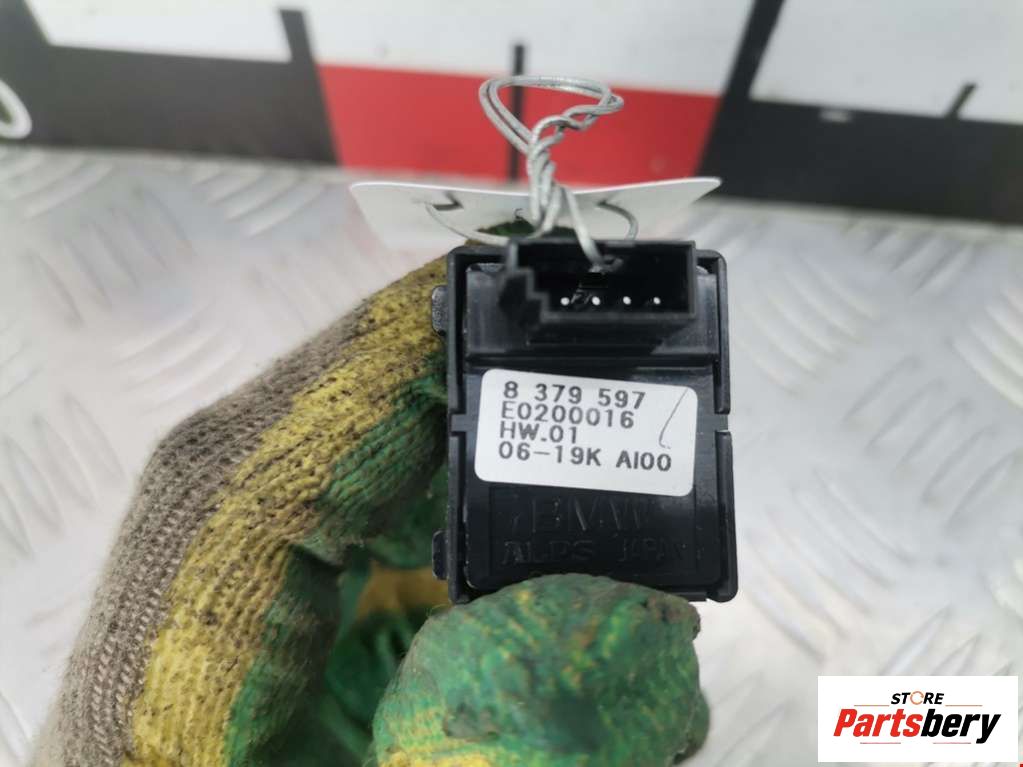 8 379 597
E0200016
HW.01
06-19K AI00
BMW
ALPS JAPAN
STORE
Partsbery